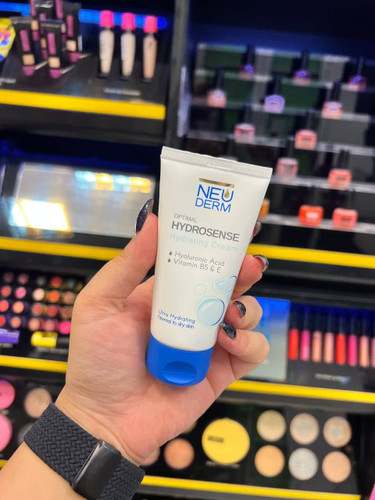 NEU
DERM
OPTIMAL
HYDROSENSE
Hydrating Cream
Hyaluronic Acid
Vitamin B5 & E
Ultra Hydrating
Normal to dry skin